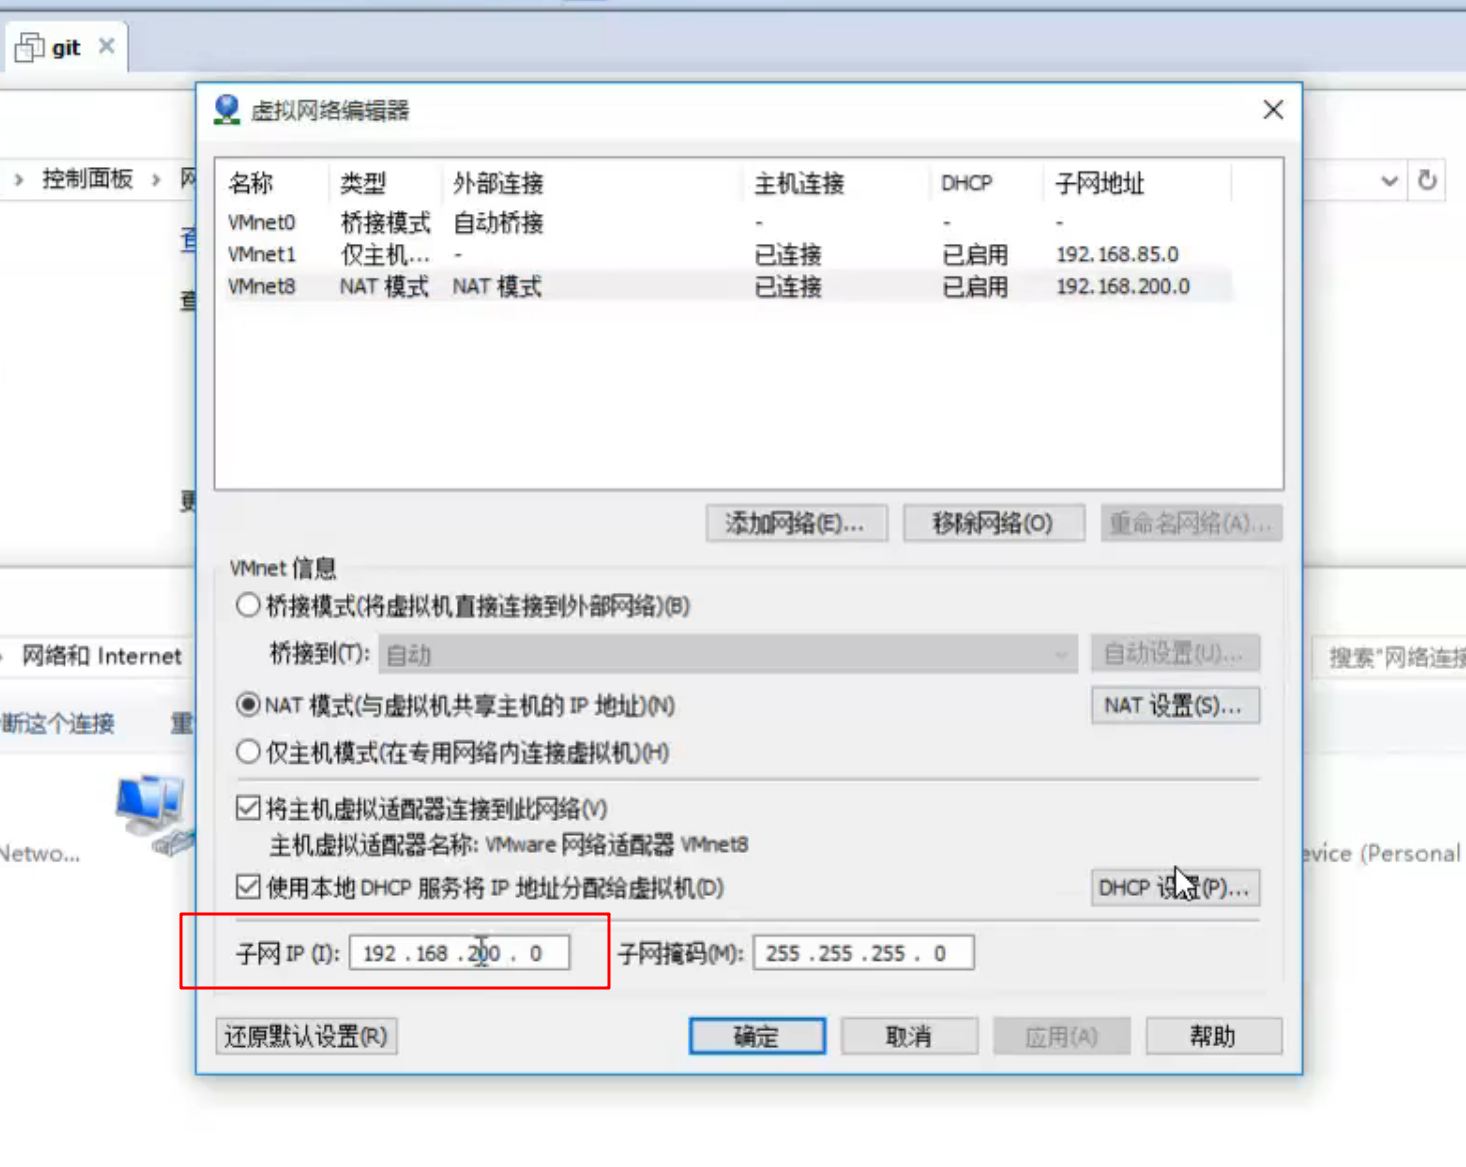 git
虚拟网络编辑器
控制面板
名称 类型 外部连接 主机连接 DHCP 子网地址
VMnet0 桥接模式 自动桥接 - - -
VMnet1 仅主机... - 已连接 已启用 192.168.85.0
VMnet8 NAT 模式 NAT 模式 已连接 已启用 192.168.200.0
添加网络(E)... 移除网络(O) 重命名网络(A)...
VMnet 信息
桥接模式(将虚拟机直接连接到外部网络)(B)
桥接到(T): 自动 自动设置(U)...
网络和 Internet
搜索"网络连接
NAT 模式(与虚拟机共享主机的 IP 地址)(N) NAT 设置(S)...
断这个连接 重
仅主机模式(在专用网络内连接虚拟机)(H)
将主机虚拟适配器连接到此网络(V)
主机虚拟适配器名称: VMware 网络适配器 VMnet8
Netwo...
evice (Personal
使用本地 DHCP 服务将 IP 地址分配给虚拟机(D) DHCP 设置(P)...
子网 IP (I): 192 . 168 . 200 . 0 子网掩码(M): 255 . 255 . 255 . 0
还原默认设置(R) 确定 取消 应用(A) 帮助